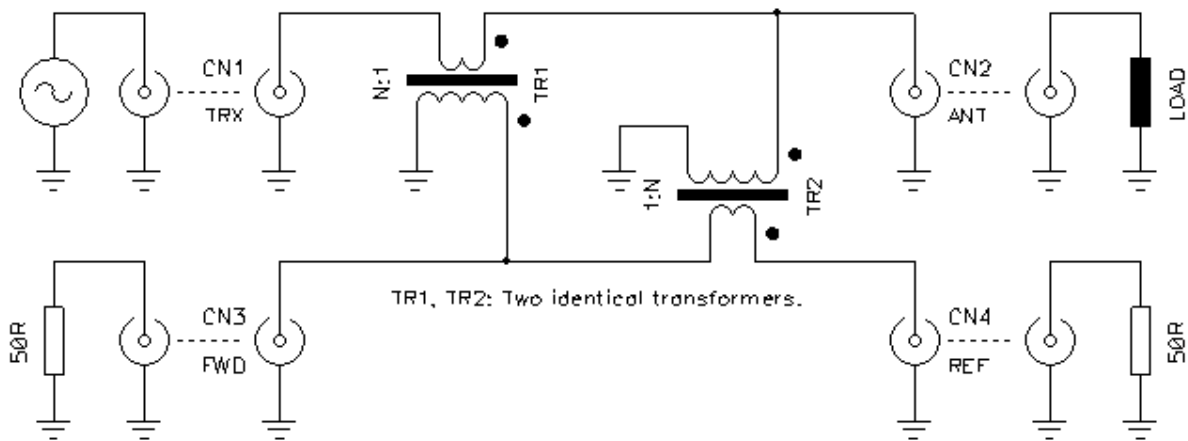 CN1
TRX
N:1
TR1
CN2
ANT
LOAD
1:N
TR2
TR1, TR2: Two identical transformers.
50R
CN3
FWD
CN4
REF
50R